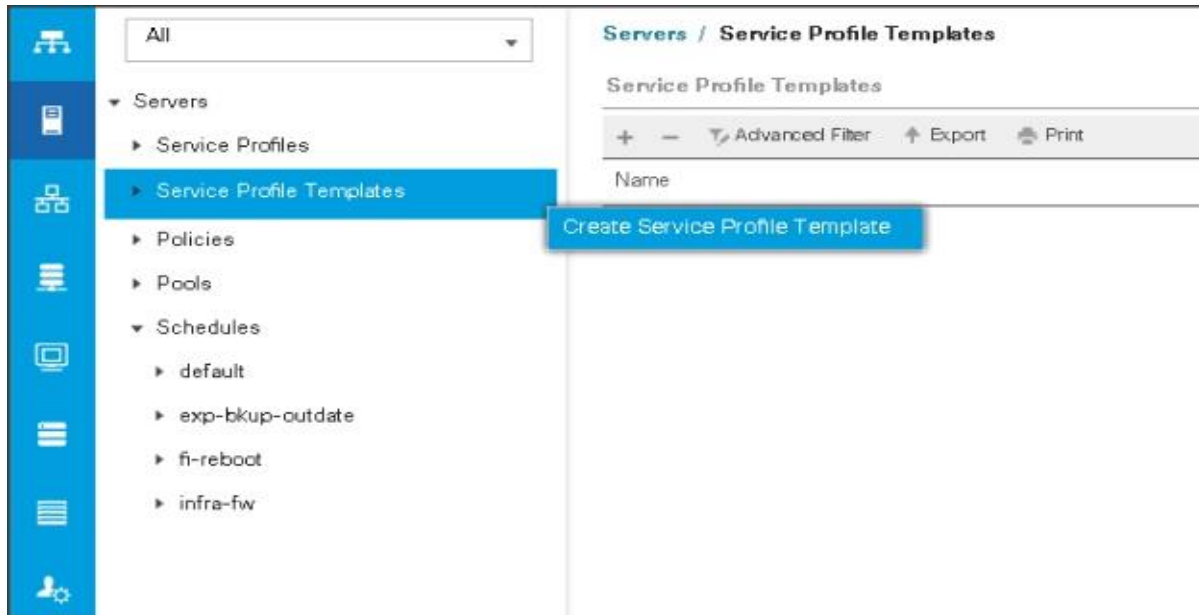 All
Servers
Service Profiles
Service Profile Templates
Policies
Pools
Schedules
default
exp-bkup-outdate
fi-reboot
infra-fw
Servers / Service Profile Templates
Service Profile Templates
+ − Advanced Filter Export Print
Name
Create Service Profile Template